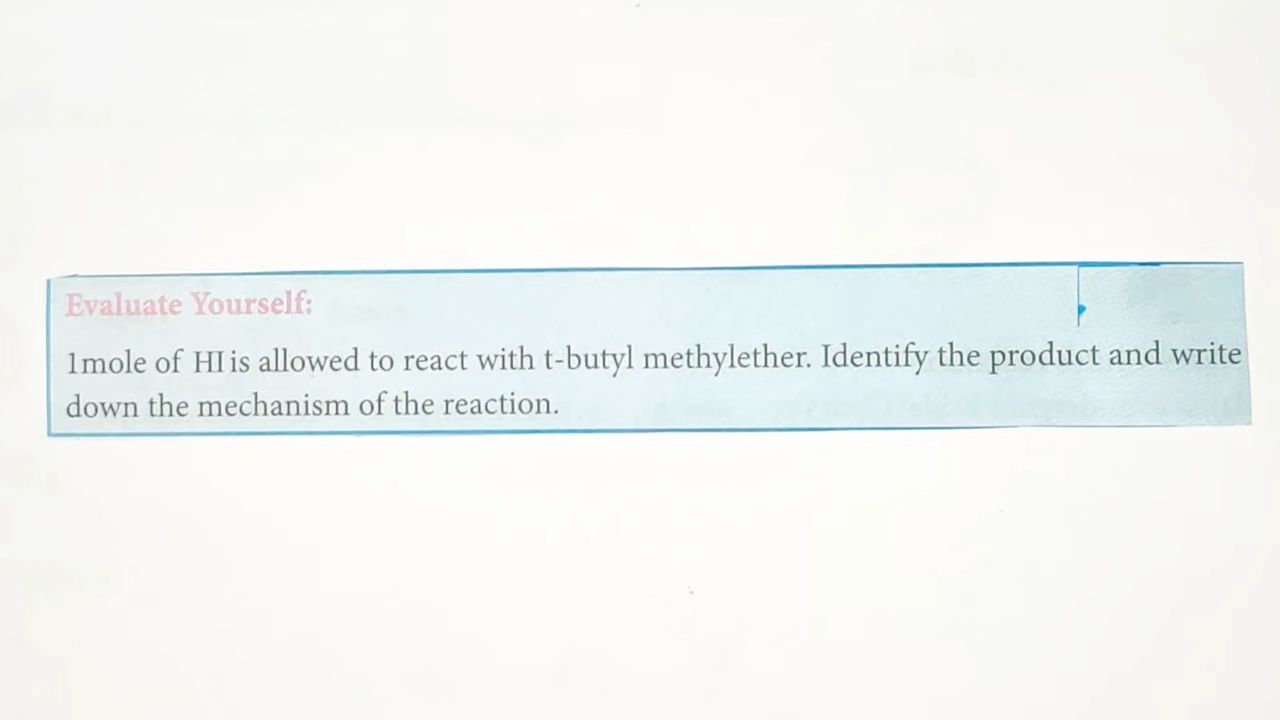 Evaluate Yourself:
1mole of HI is allowed to react with t-butyl methylether. Identify the product and write
down the mechanism of the reaction.